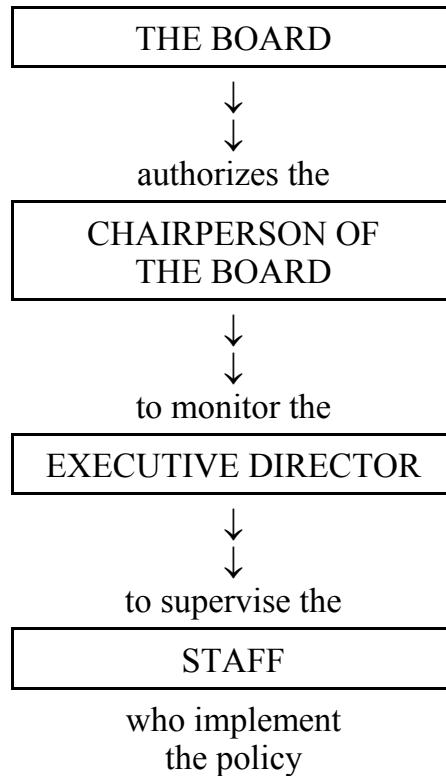 THE BOARD
↓
↓
authorizes the
CHAIRPERSON OF
THE BOARD
↓
↓
to monitor the
EXECUTIVE DIRECTOR
↓
↓
to supervise the
STAFF
who implement
the policy